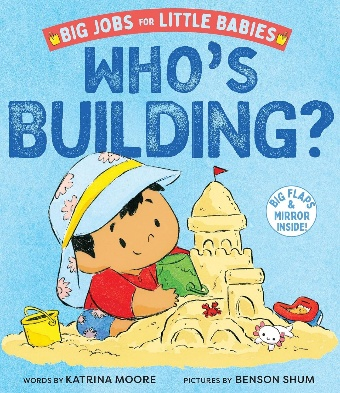 BIG JOBS FOR LITTLE BABIES
WHO'S
BUILDING?
BIG FLAPS
&
MIRROR
INSIDE!
WORDS BY KATRINA MOORE
PICTURES BY BENSON SHUM